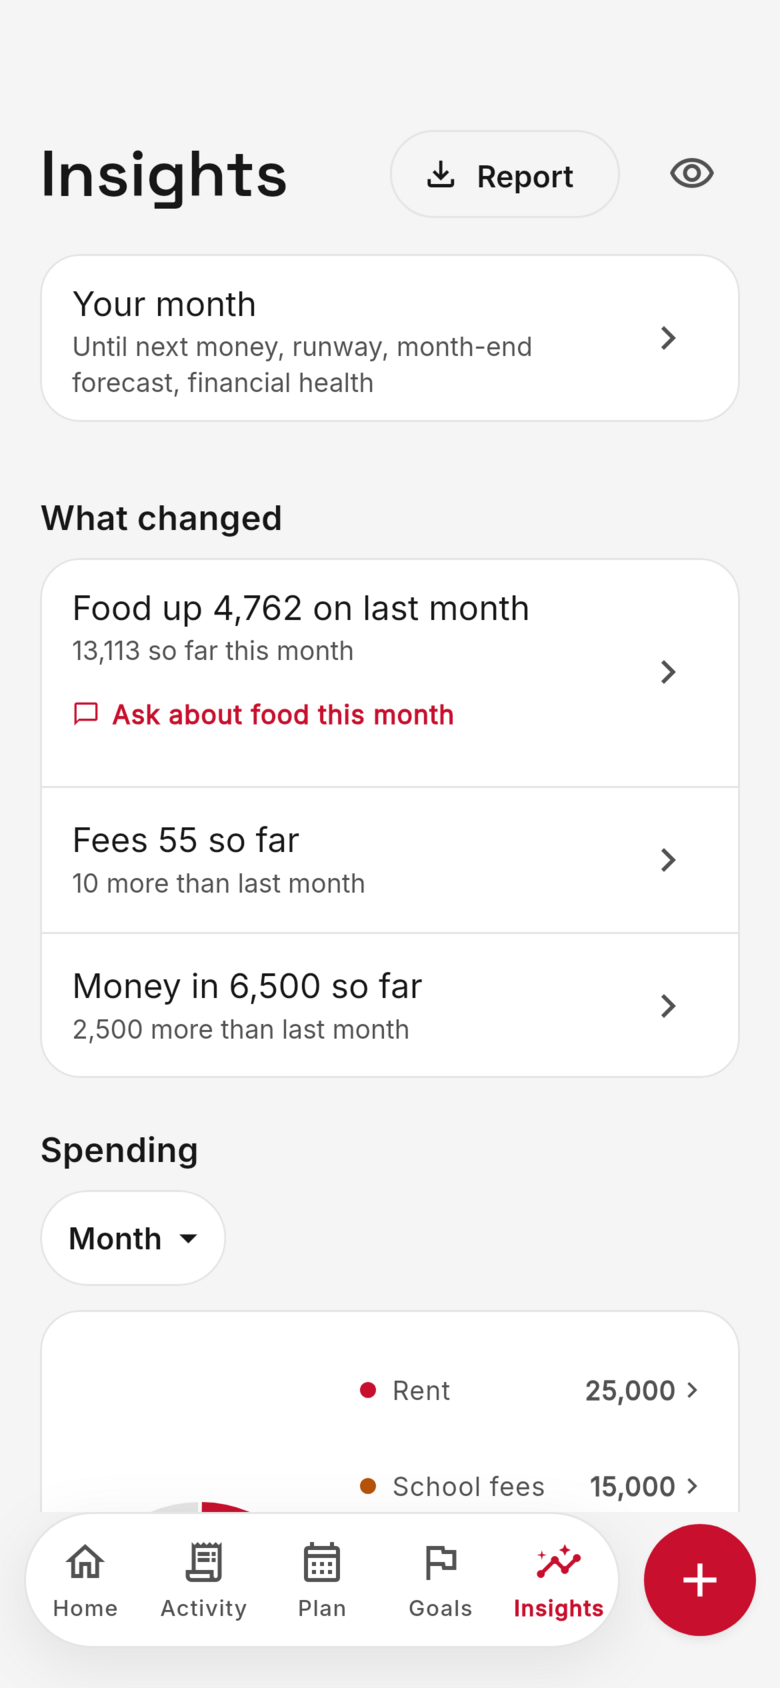 Insights
Report
Your month
Until next money, runway, month-end
forecast, financial health
What changed
Food up 4,762 on last month
13,113 so far this month
Ask about food this month
Fees 55 so far
10 more than last month
Money in 6,500 so far
2,500 more than last month
Spending
Month
Rent 25,000
School fees 15,000
Home Activity Plan Goals Insights